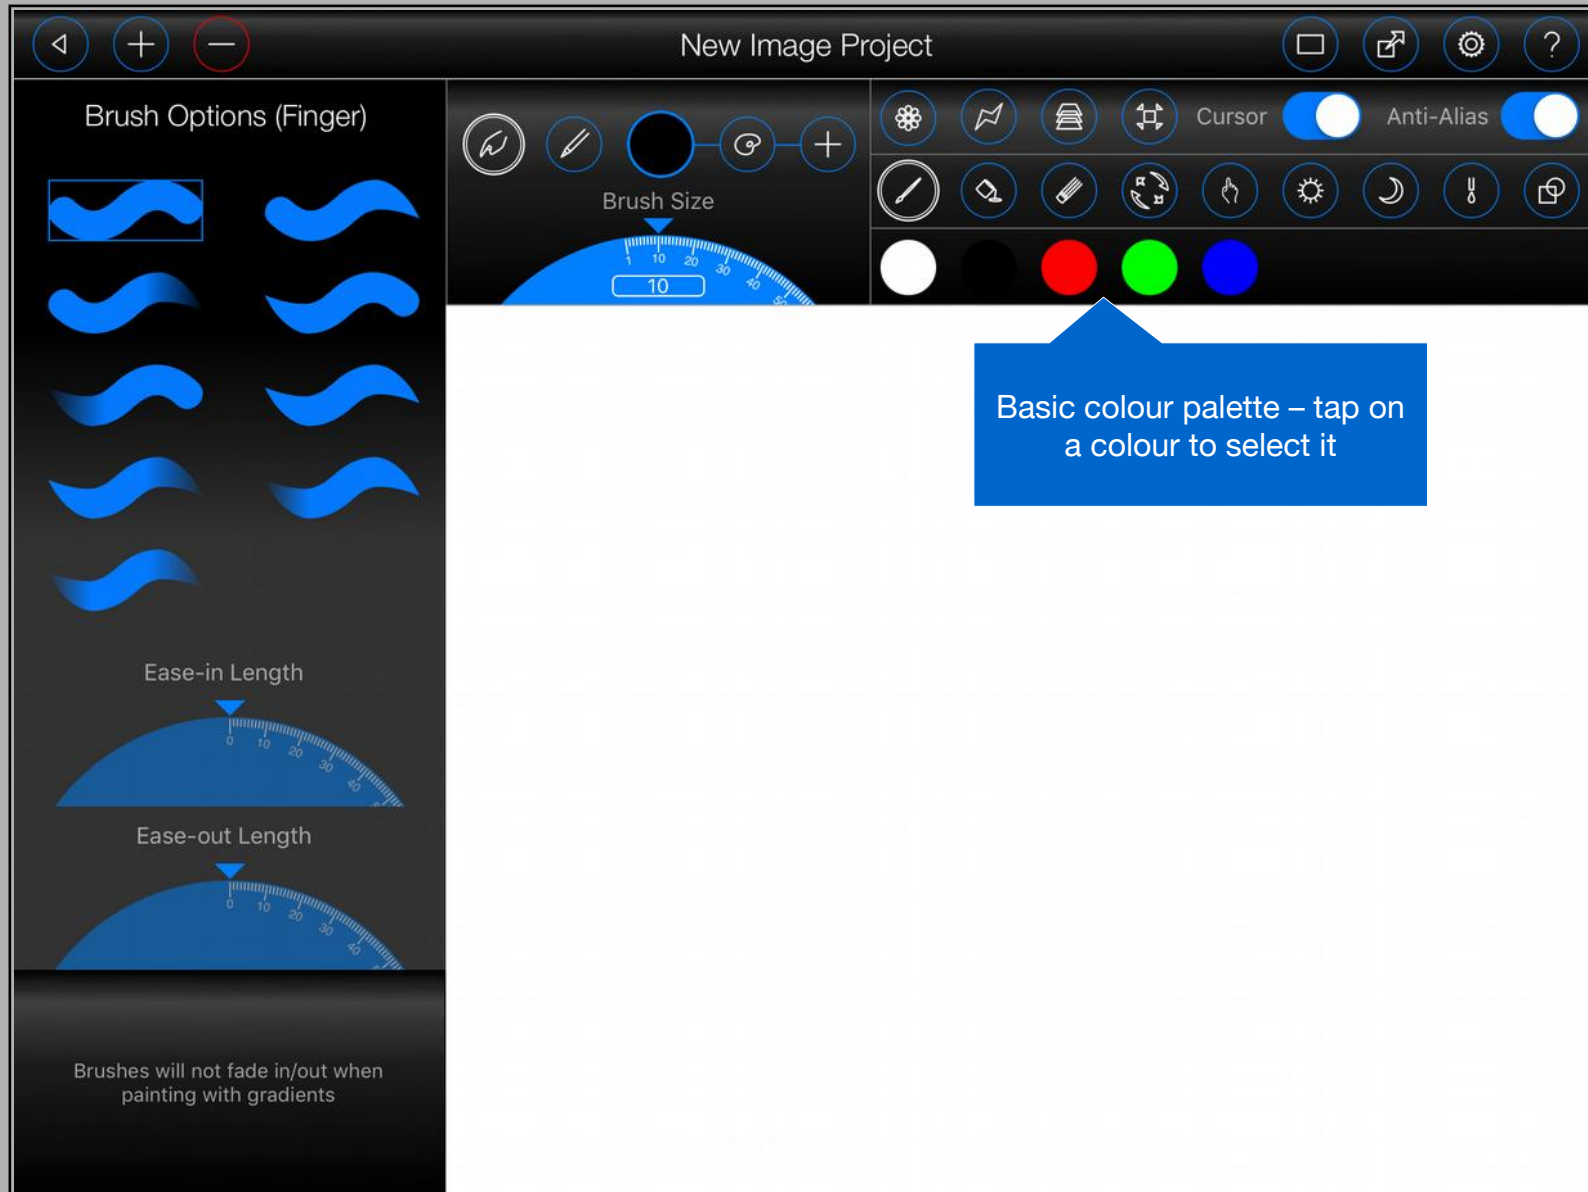 New Image Project
?
Brush Options (Finger)
Cursor
Anti-Alias
Brush Size
1 10 20 30 40 50
10
Basic colour palette – tap on
a colour to select it
Ease-in Length
0 10 20 30 40
Ease-out Length
0 10 20 30 40
Brushes will not fade in/out when
painting with gradients